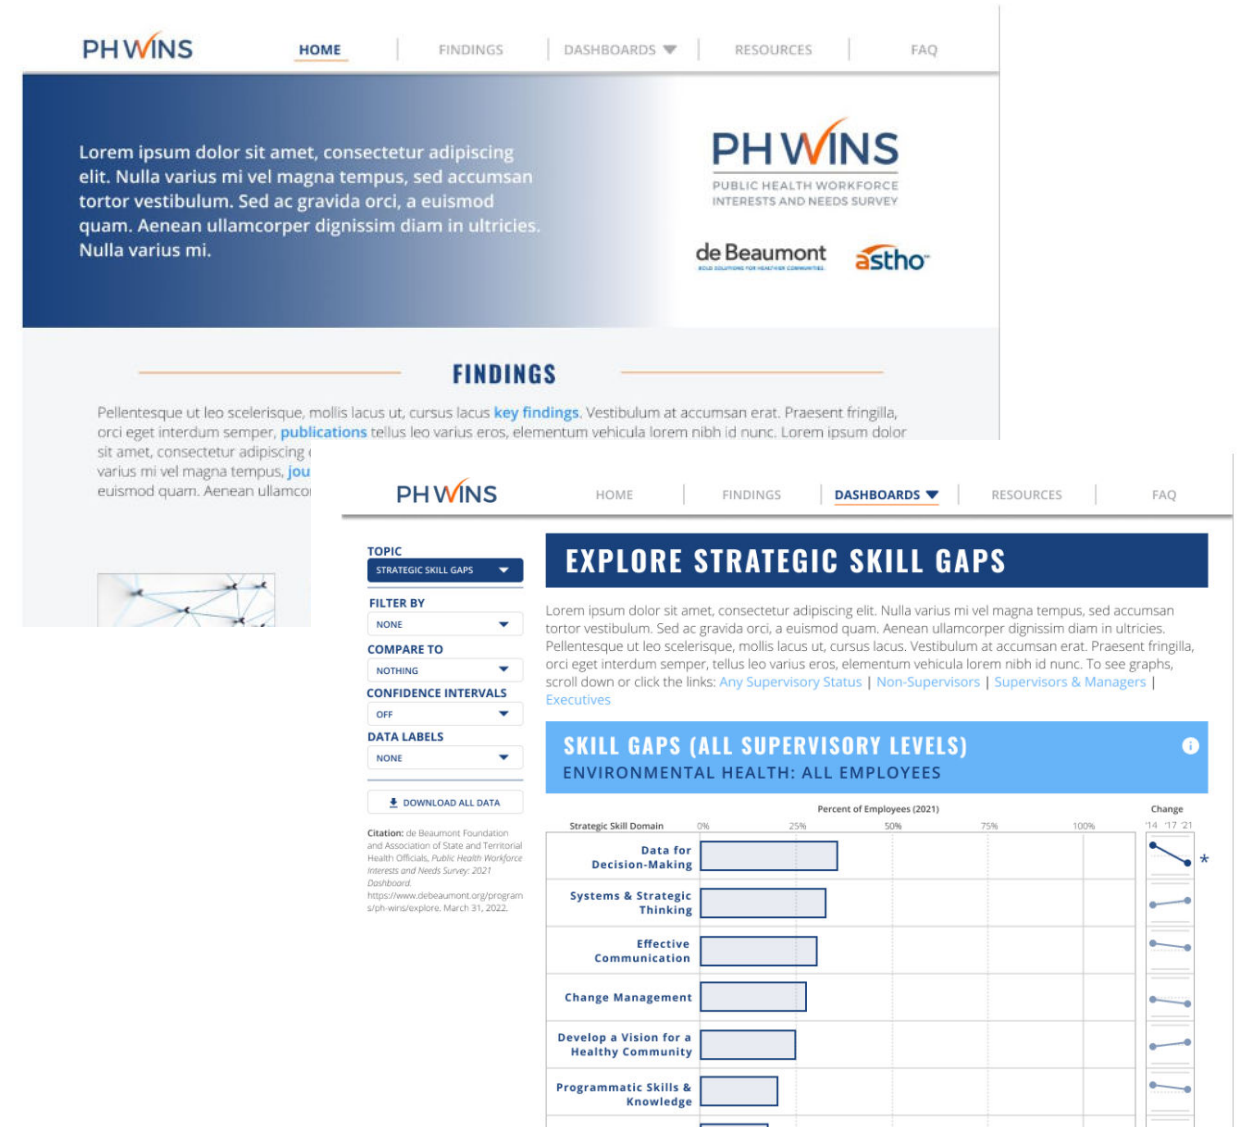 PH WINS
HOME
FINDINGS
DASHBOARDS
RESOURCES
FAQ
Lorem ipsum dolor sit amet, consectetur adipiscing
elit. Nulla varius mi vel magna tempus, sed accumsan
tortor vestibulum. Sed ac gravida orci, a euismod
quam. Aenean ullamcorper dignissim diam in ultricies.
Nulla varius mi.
PH WINS
PUBLIC HEALTH WORKFORCE
INTERESTS AND NEEDS SURVEY
de Beaumont
BOLD SOLUTIONS FOR HEALTHIER COMMUNITIES.
astho
FINDINGS
Pellentesque ut leo scelerisque, mollis lacus ut, cursus lacus key findings. Vestibulum at accumsan erat. Praesent fringilla,
orci eget interdum semper, publications tellus leo varius eros, elementum vehicula lorem nibh id nunc. Lorem ipsum dolor
sit amet, consectetur adipiscing
varius mi vel magna tempus, jou
euismod quam. Aenean ullamco
PH WINS
HOME
FINDINGS
DASHBOARDS
RESOURCES
FAQ
TOPIC
STRATEGIC SKILL GAPS
FILTER BY
NONE
COMPARE TO
NOTHING
CONFIDENCE INTERVALS
OFF
DATA LABELS
NONE
DOWNLOAD ALL DATA
Citation: de Beaumont Foundation
and Association of State and Territorial
Health Officials, Public Health Workforce
Interests and Needs Survey: 2021
Dashboard.
https://www.debeaumont.org/program
s/ph-wins/explore. March 31, 2022.
EXPLORE STRATEGIC SKILL GAPS
Lorem ipsum dolor sit amet, consectetur adipiscing elit. Nulla varius mi vel magna tempus, sed accumsan
tortor vestibulum. Sed ac gravida orci, a euismod quam. Aenean ullamcorper dignissim diam in ultricies.
Pellentesque ut leo scelerisque, mollis lacus ut, cursus lacus. Vestibulum at accumsan erat. Praesent fringilla,
orci eget interdum semper, tellus leo varius eros, elementum vehicula lorem nibh id nunc. To see graphs,
scroll down or click the links: Any Supervisory Status | Non-Supervisors | Supervisors & Managers |
Executives
SKILL GAPS (ALL SUPERVISORY LEVELS)
ENVIRONMENTAL HEALTH: ALL EMPLOYEES
i
Percent of Employees (2021)
Change
Strategic Skill Domain
0%
25%
50%
75%
100%
'14 '17 '21
Data for
Decision-Making
*
Systems & Strategic
Thinking
Effective
Communication
Change Management
Develop a Vision for a
Healthy Community
Programmatic Skills &
Knowledge